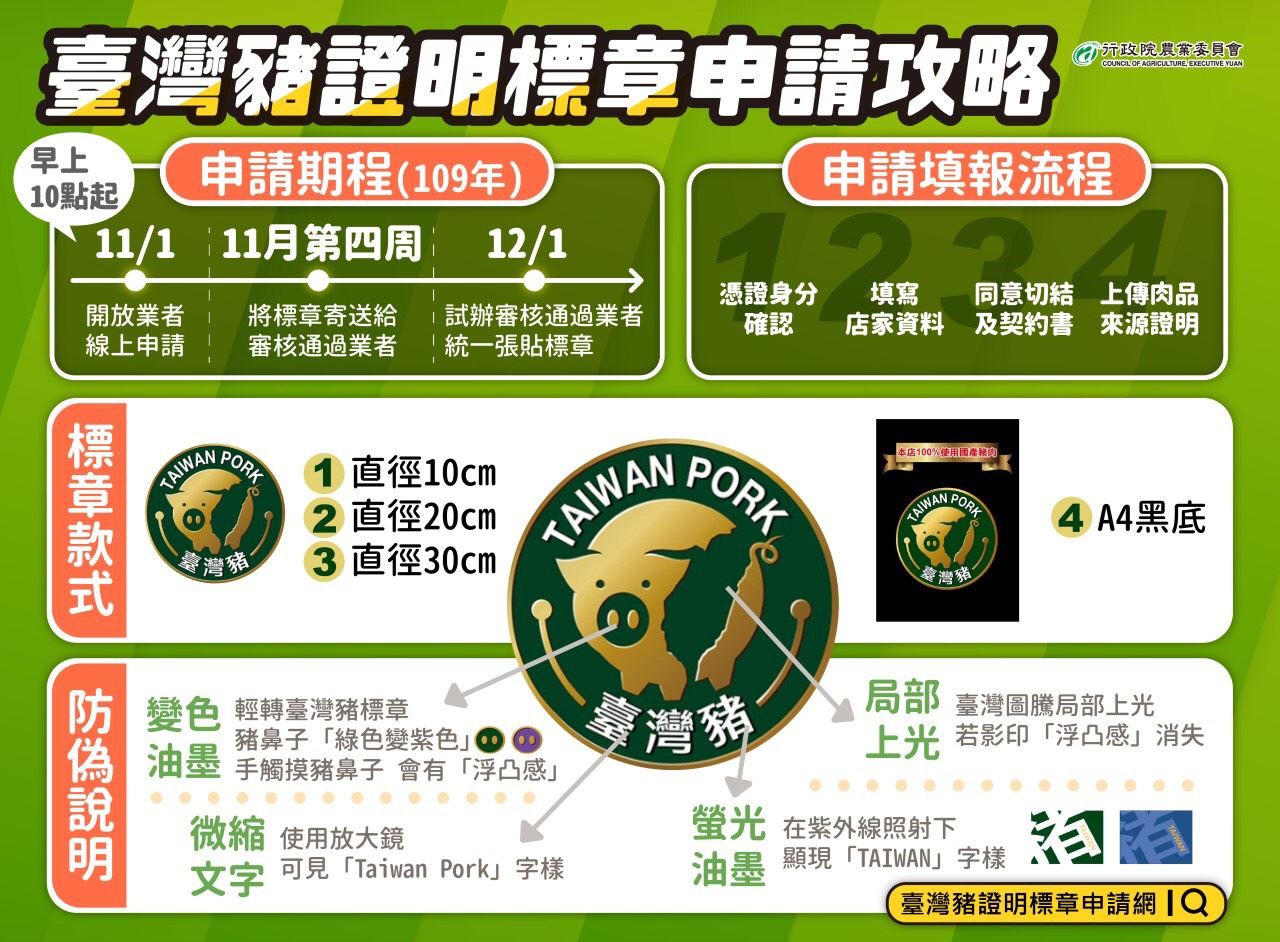 臺灣豬證明標章申請攻略
行政院農業委員會
COUNCIL OF AGRICULTURE, EXECUTIVE YUAN
早上
10點起
申請期程(109年)
11/1
開放業者
線上申請
11月第四周
將標章寄送給
審核通過業者
12/1
試辦審核通過業者
統一張貼標章
申請填報流程
1
憑證身分
確認
2
填寫
店家資料
3
同意切結
及契約書
4
上傳肉品
來源證明
標章款式
TAIWAN PORK
臺灣豬
1 直徑10cm
2 直徑20cm
3 直徑30cm
TAIWAN PORK
臺灣豬
本店100%使用國產豬肉
TAIWAN PORK
臺灣豬
4 A4黑底
防偽說明
變色
油墨
輕轉臺灣豬標章
豬鼻子「綠色變紫色」
手觸摸豬鼻子 會有「浮凸感」
局部
上光
臺灣圖騰局部上光
若影印「浮凸感」消失
微縮
文字
使用放大鏡
可見「Taiwan Pork」字樣
螢光
油墨
在紫外線照射下
顯現「TAIWAN」字樣
TAIWAN
TAIWAN
臺灣豬證明標章申請網